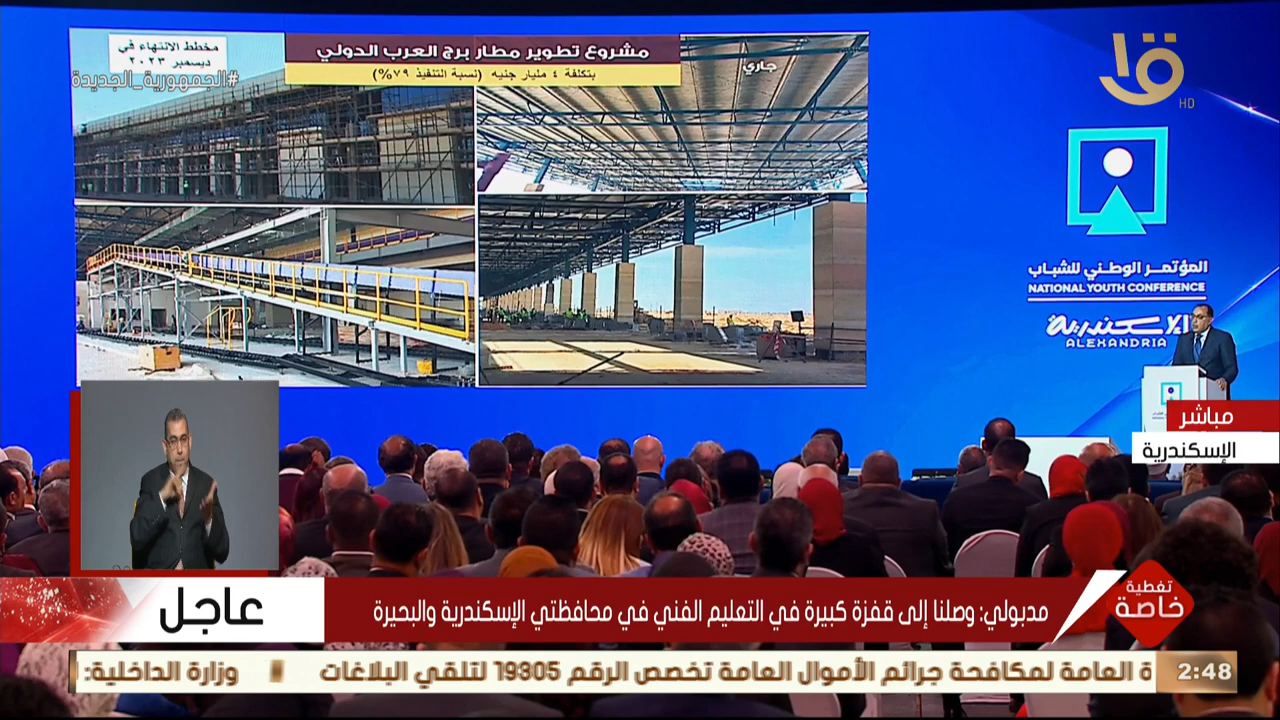 مخطط الانتهاء في
ديسمبر ٢٠٢٣
#الجمهورية_الجديدة
مشروع تطوير مطار برج العرب الدولي
بتكلفة ٤ مليار جنيه (نسبة التنفيذ ٧٩%)
جاري
HD
المؤتمر الوطني للشباب
NATIONAL YOUTH CONFERENCE
الإسكندرية
ALEXANDRIA
مباشر
الإسكندرية
تغطية
خاصة
مدبولي: وصلنا إلى قفزة كبيرة في التعليم الفني في محافظتي الإسكندرية والبحيرة
عاجل
ة العامة لمكافحة جرائم الأموال العامة تخصص الرقم 19805 لتلقي البلاغات
وزارة الداخلية:
2:48